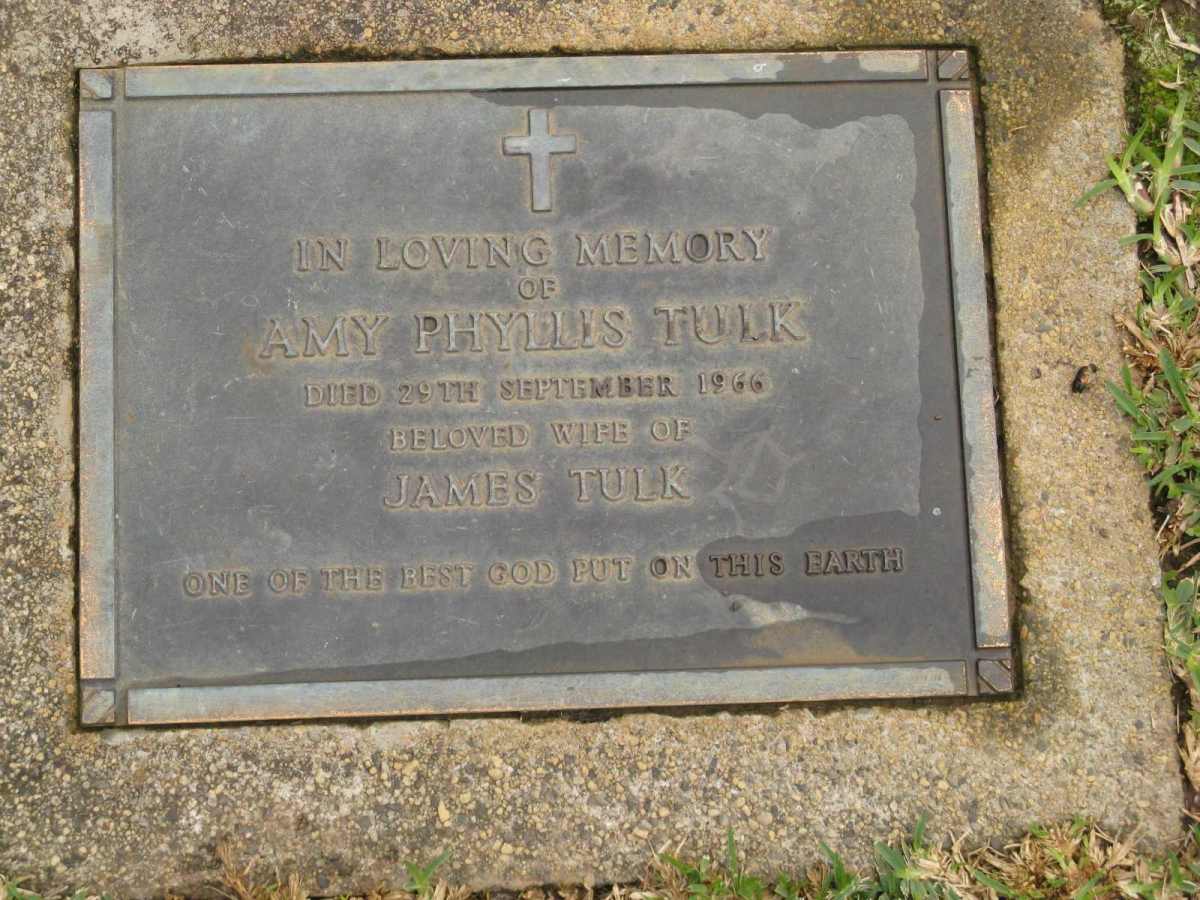 IN LOVING MEMORY
OF
AMY PHYLLIS TULK
DIED 29TH SEPTEMBER 1966
BELOVED WIFE OF
JAMES TULK
ONE OF THE BEST GOD PUT ON THIS EARTH